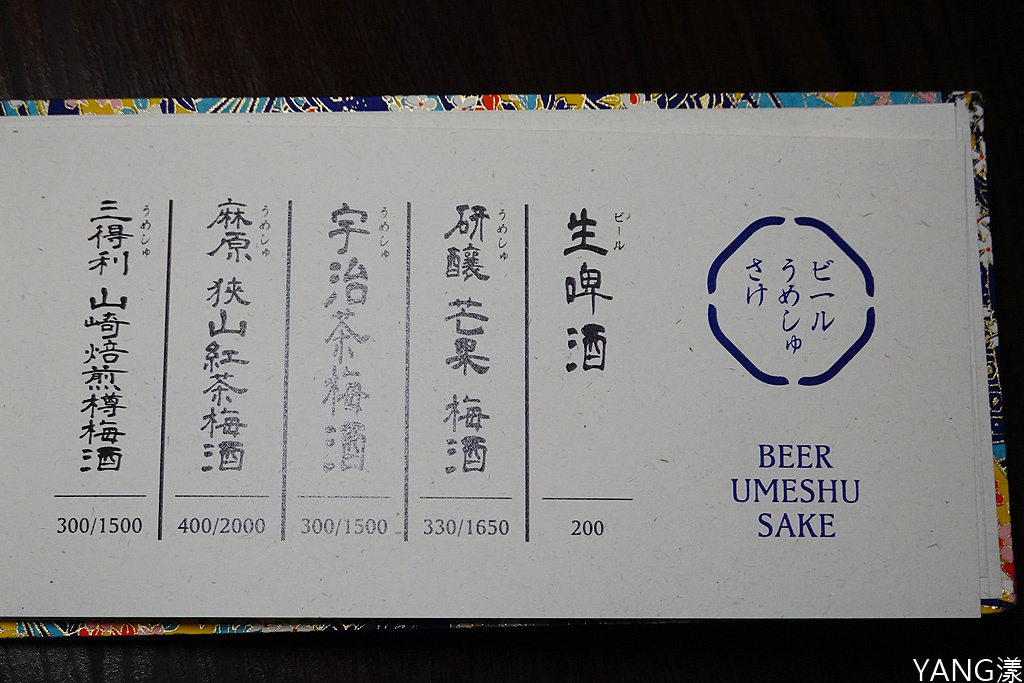 ビール
うめしゅ
さけ
BEER
UMESHU
SAKE
ビール
生啤酒
200
うめしゅ
研釀 芒果 梅酒
330/1650
うめしゅ
宇治茶梅酒
300/1500
うめしゅ
麻原 狹山紅茶梅酒
400/2000
うめしゅ
三得利 山崎焙煎樽梅酒
300/1500
YANG漾